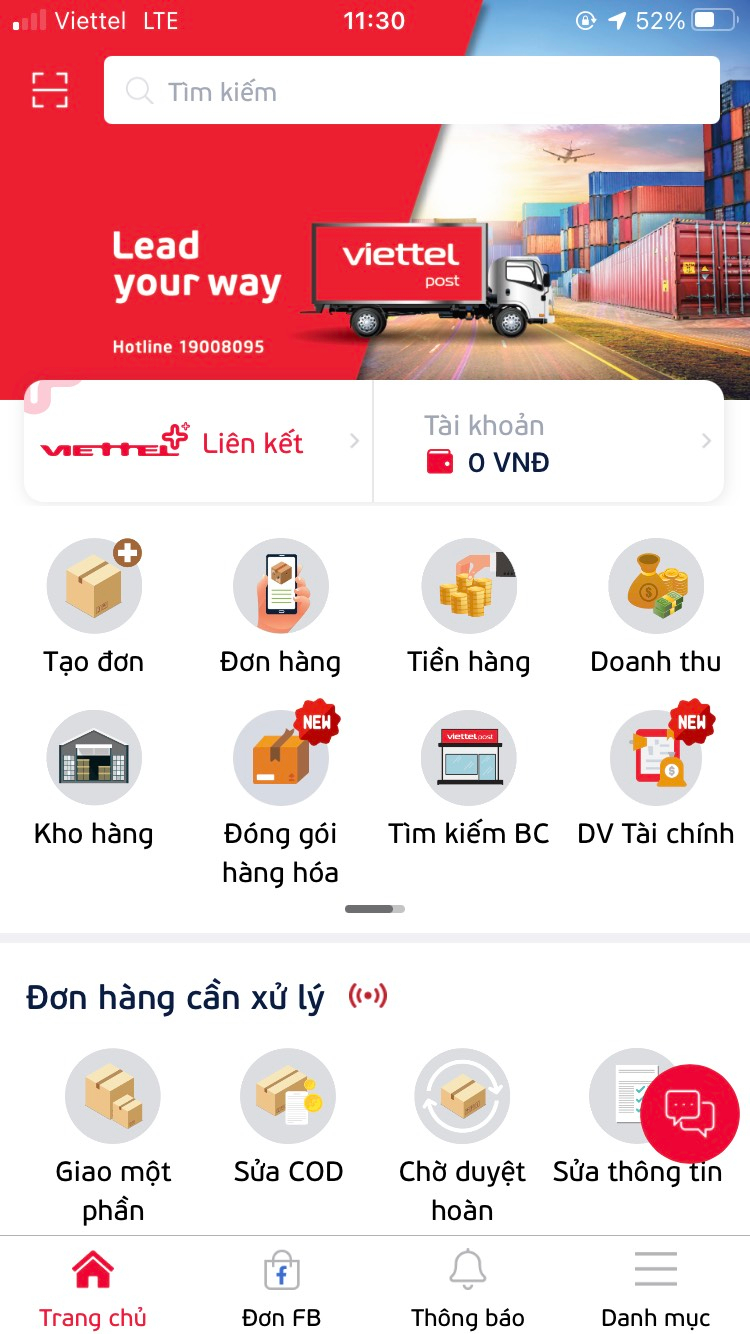 Viettel LTE 11:30 52%
Tìm kiếm
Lead
your way
viettel
post
Hotline 19008095
VIETTEL Liên kết
Tài khoản
0 VNĐ
Tạo đơn Đơn hàng Tiền hàng Doanh thu
NEW viettel post NEW
Kho hàng Đóng gói Tìm kiếm BC DV Tài chính
hàng hóa
Đơn hàng cần xử lý
Giao một Sửa COD Chờ duyệt Sửa thông tin
phần hoàn
Trang chủ Đơn FB Thông báo Danh mục